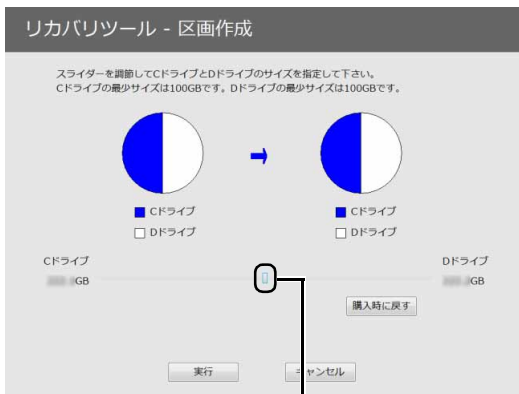 リカバリツール - 区画作成
スライダーを調節してCドライブとDドライブのサイズを指定して下さい。
Cドライブの最少サイズは100GBです。Dドライブの最少サイズは100GBです。
Cドライブ
Dドライブ
Cドライブ
Dドライブ
Cドライブ
GB
Dドライブ
GB
購入時に戻す
実行
キャンセル